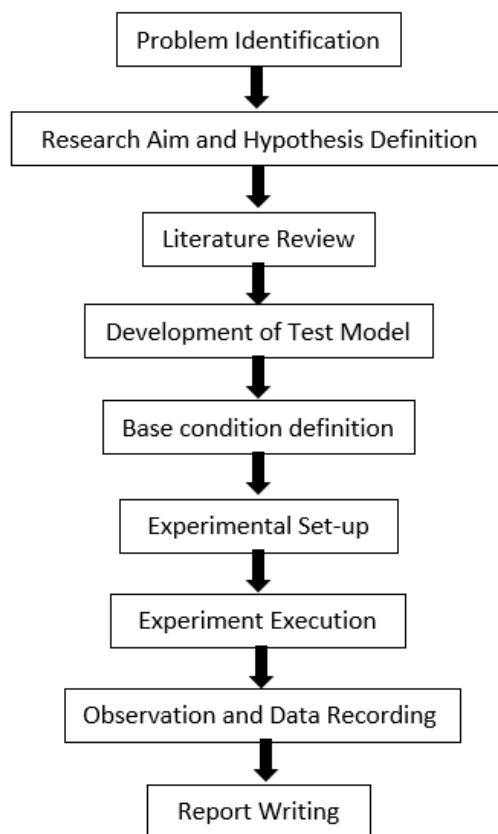 Problem Identification
Research Aim and Hypothesis Definition
Literature Review
Development of Test Model
Base condition definition
Experimental Set-up
Experiment Execution
Observation and Data Recording
Report Writing